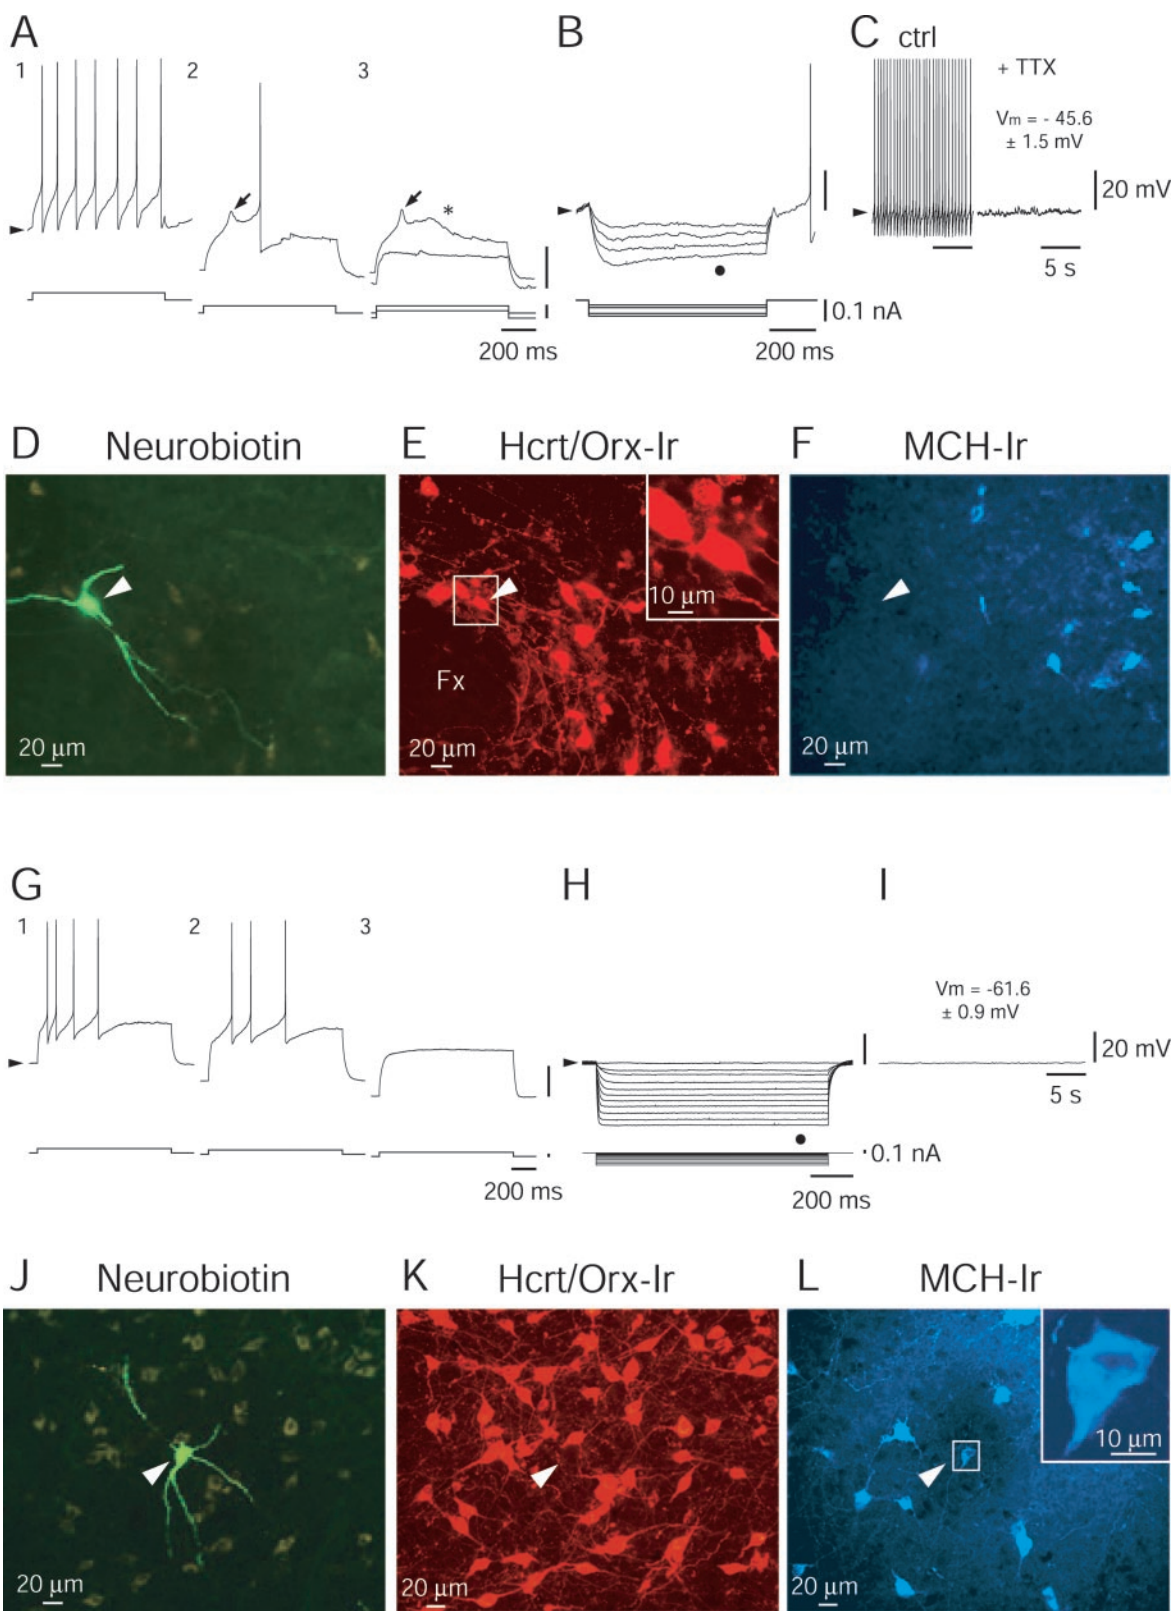 A
B
C ctrl
1
2
3
+ TTX
Vm = - 45.6
± 1.5 mV
*
20 mV
5 s
0.1 nA
200 ms
200 ms
D Neurobiotin
E Hcrt/Orx-Ir
F MCH-Ir
10 μm
Fx
20 μm
20 μm
20 μm
G
H
I
1
2
3
Vm = -61.6
± 0.9 mV
20 mV
5 s
0.1 nA
200 ms
200 ms
J Neurobiotin
K Hcrt/Orx-Ir
L MCH-Ir
10 μm
20 μm
20 μm
20 μm